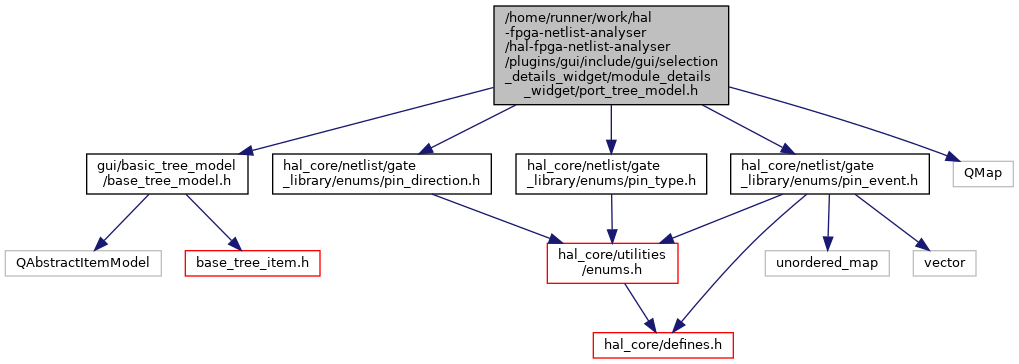 /home/runner/work/hal
-fpga-netlist-analyser
/hal-fpga-netlist-analyser
/plugins/gui/include/gui/selection
_details_widget/module_details
_widget/port_tree_model.h
gui/basic_tree_model
/base_tree_model.h
hal_core/netlist/gate
_library/enums/pin_direction.h
hal_core/netlist/gate
_library/enums/pin_type.h
hal_core/netlist/gate
_library/enums/pin_event.h
QMap
QAbstractItemModel
base_tree_item.h
hal_core/utilities
/enums.h
unordered_map
vector
hal_core/defines.h